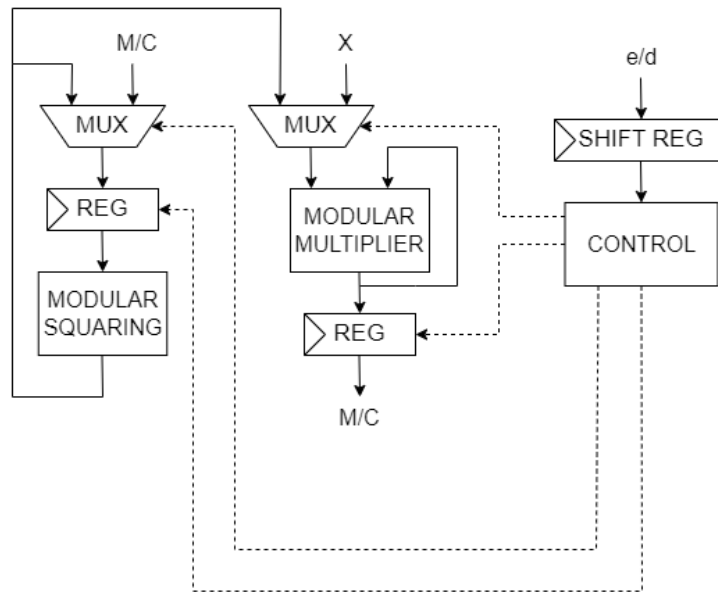 M/C
X
e/d
MUX
MUX
SHIFT REG
REG
MODULAR
MULTIPLIER
CONTROL
MODULAR
SQUARING
REG
M/C